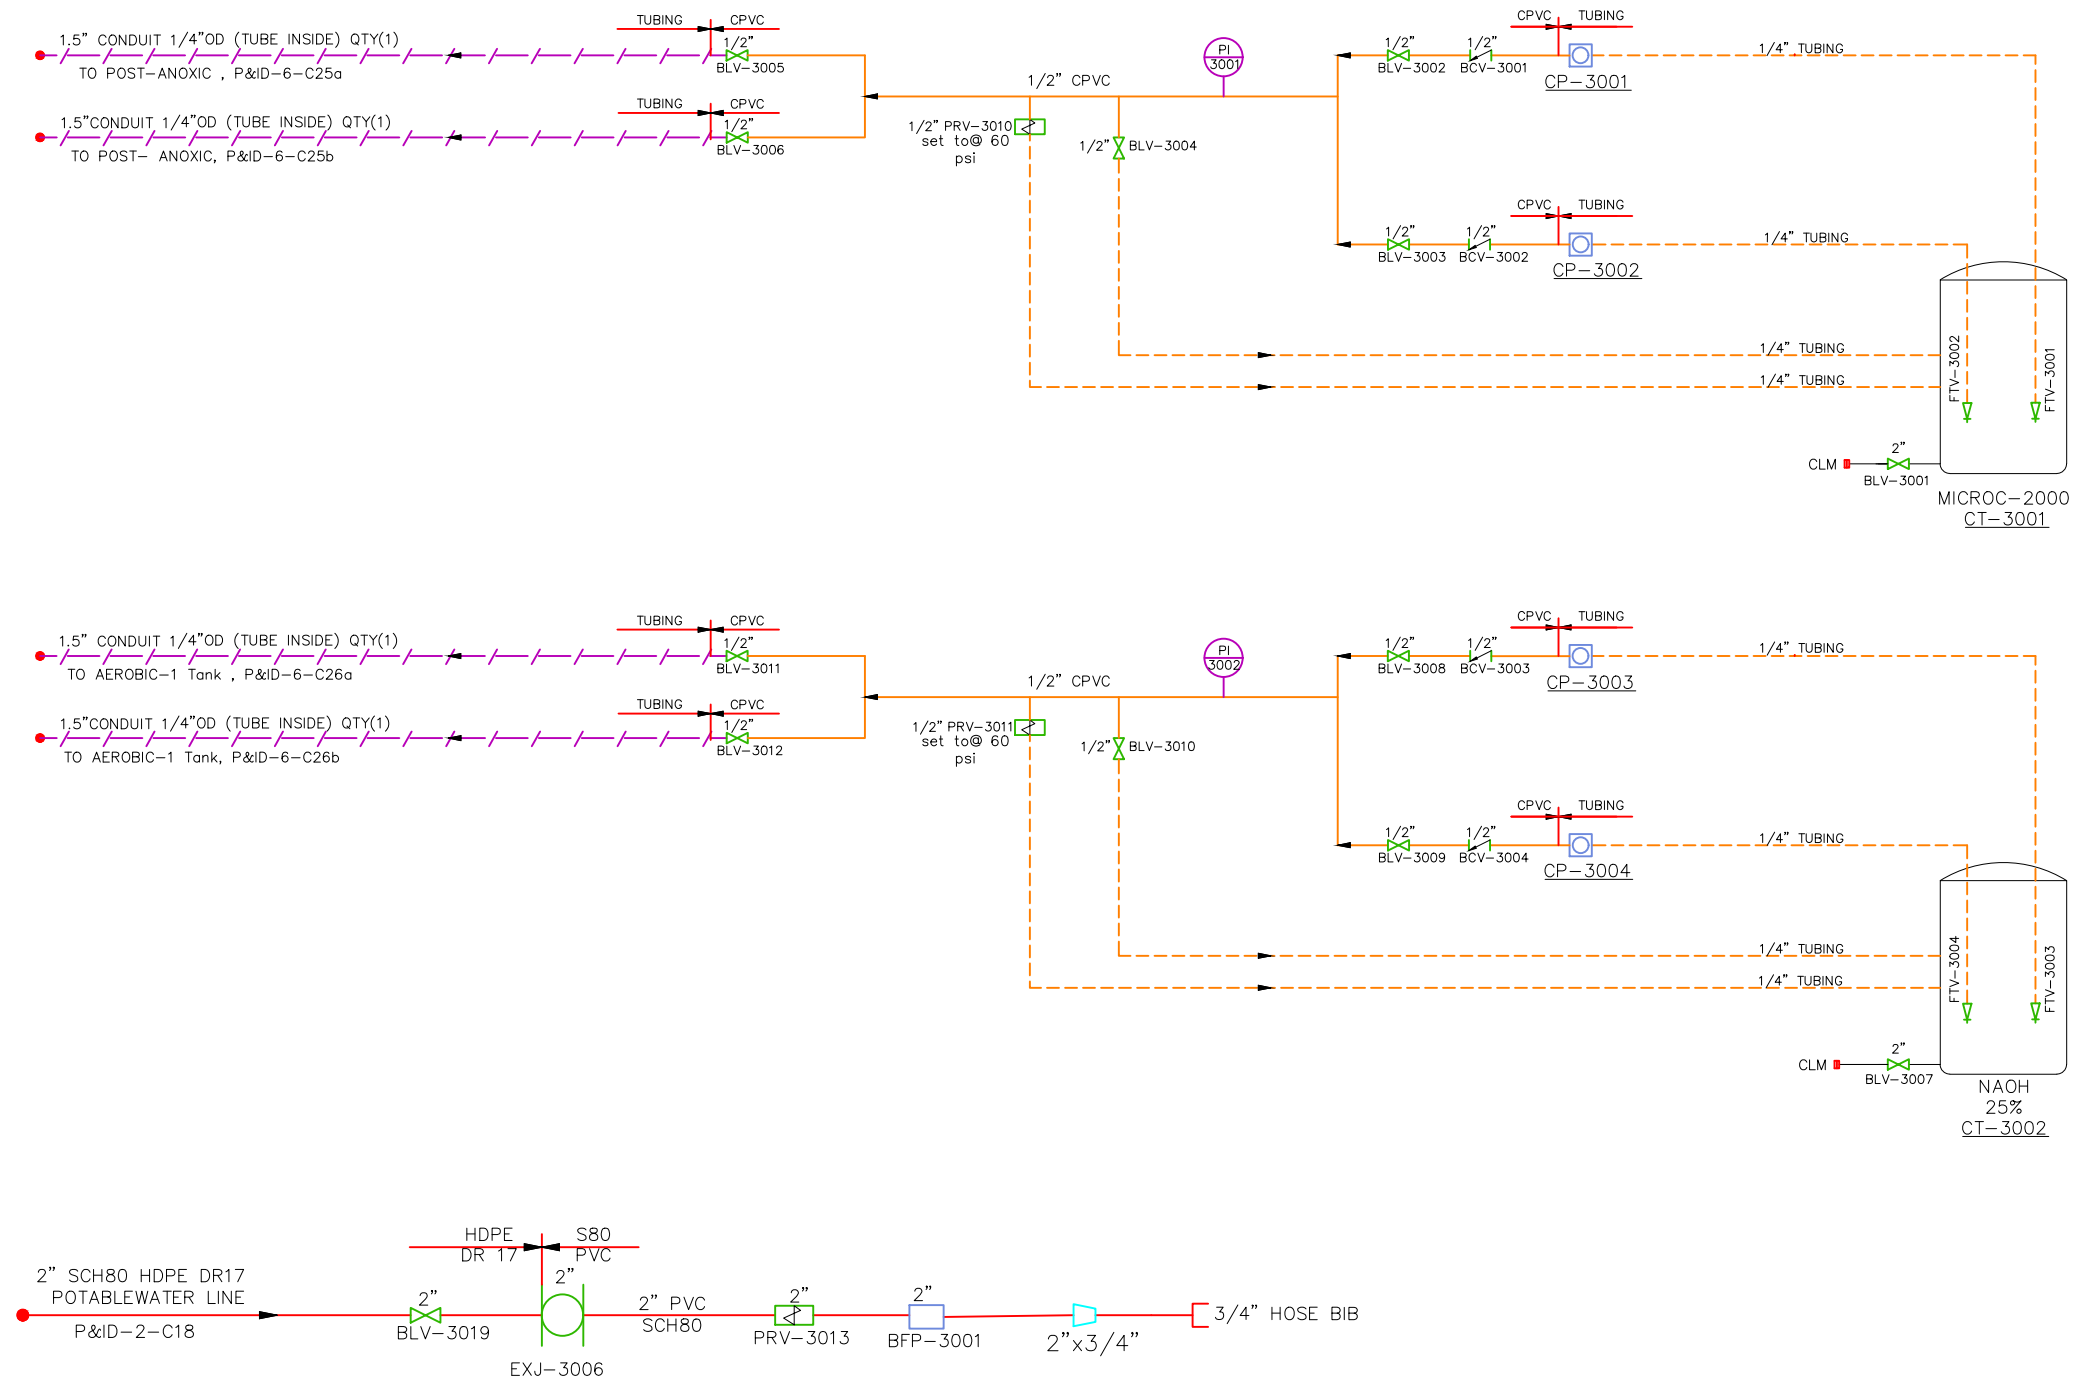 TUBING
CPVC
1.5" CONDUIT 1/4"OD (TUBE INSIDE) QTY(1)
1/2"
BLV-3005
TO POST-ANOXIC , P&ID-6-C25a
TUBING
CPVC
1.5"CONDUIT 1/4"OD (TUBE INSIDE) QTY(1)
1/2"
BLV-3006
TO POST- ANOXIC, P&ID-6-C25b
1/2" CPVC
1/2" PRV-3010
set to@ 60
psi
1/2"
BLV-3004
PI
3001
CPVC
TUBING
1/2"
BLV-3002
1/2"
BCV-3001
CP-3001
1/4" TUBING
CPVC
TUBING
1/2"
BLV-3003
1/2"
BCV-3002
CP-3002
1/4" TUBING
1/4" TUBING
1/4" TUBING
FTV-3002
FTV-3001
CLM
2"
BLV-3001
MICROC-2000
CT-3001
TUBING
CPVC
1.5" CONDUIT 1/4"OD (TUBE INSIDE) QTY(1)
1/2"
BLV-3011
TO AEROBIC-1 Tank , P&ID-6-C26a
TUBING
CPVC
1.5"CONDUIT 1/4"OD (TUBE INSIDE) QTY(1)
1/2"
BLV-3012
TO AEROBIC-1 Tank, P&ID-6-C26b
1/2" CPVC
1/2" PRV-3011
set to@ 60
psi
1/2"
BLV-3010
PI
3002
CPVC
TUBING
1/2"
BLV-3008
1/2"
BCV-3003
CP-3003
1/4" TUBING
CPVC
TUBING
1/2"
BLV-3009
1/2"
BCV-3004
CP-3004
1/4" TUBING
1/4" TUBING
1/4" TUBING
FTV-3004
FTV-3003
CLM
2"
BLV-3007
NAOH
25%
CT-3002
HDPE
DR 17
S80
PVC
2" SCH80 HDPE DR17
POTABLEWATER LINE
P&ID-2-C18
2"
BLV-3019
2"
EXJ-3006
2" PVC
SCH80
2"
PRV-3013
2"
BFP-3001
2"x3/4"
3/4" HOSE BIB